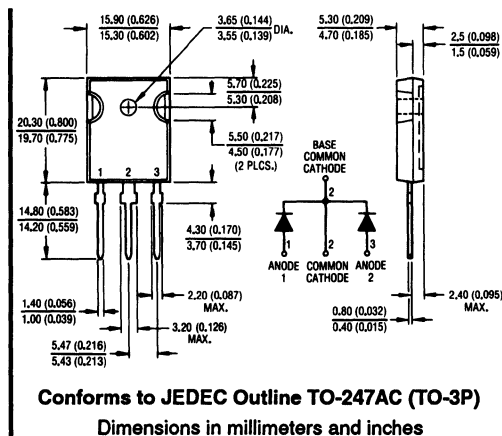 15.90 (0.626)
15.30 (0.602)
3.65 (0.144)
3.55 (0.139) DIA.
5.30 (0.209)
4.70 (0.185)
2.5 (0.098)
1.5 (0.059)
5.70 (0.225)
5.30 (0.208)
20.30 (0.800)
19.70 (0.775)
5.50 (0.217)
4.50 (0.177)
(2 PLCS.)
1 2 3
BASE
COMMON
CATHODE
2
14.80 (0.583)
14.20 (0.559)
4.30 (0.170)
3.70 (0.145)
1 2 3
ANODE
1
COMMON
CATHODE
ANODE
2
2.20 (0.087)
MAX.
2.40 (0.095)
MAX.
1.40 (0.056)
1.00 (0.039)
0.80 (0.032)
0.40 (0.015)
3.20 (0.126)
MAX.
5.47 (0.216)
5.43 (0.213)
Conforms to JEDEC Outline TO-247AC (TO-3P)
Dimensions in millimeters and inches